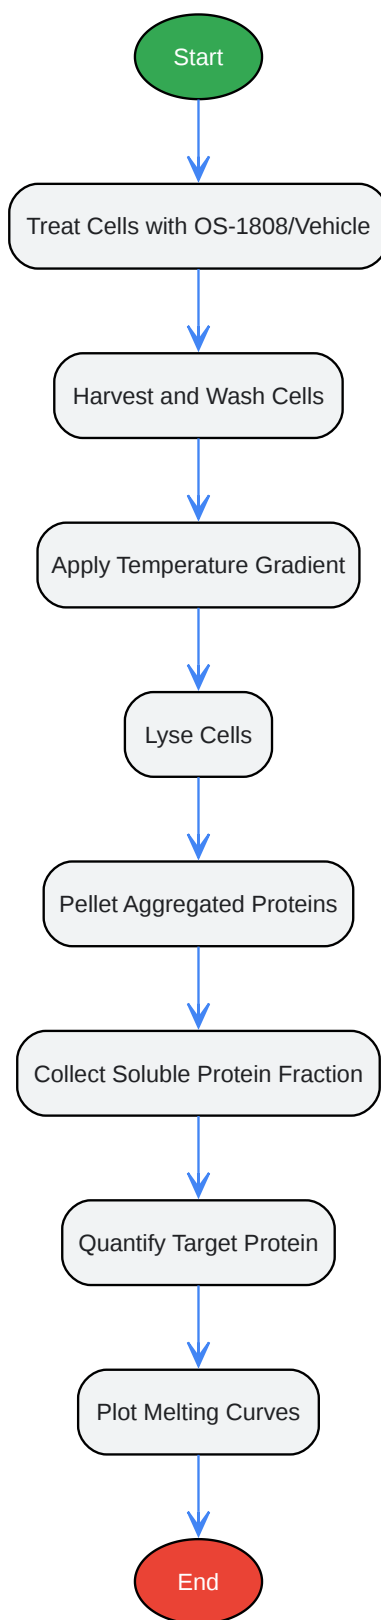 Start
Treat Cells with OS-1808/Vehicle
Harvest and Wash Cells
Apply Temperature Gradient
Lyse Cells
Pellet Aggregated Proteins
Collect Soluble Protein Fraction
Quantify Target Protein
Plot Melting Curves
End